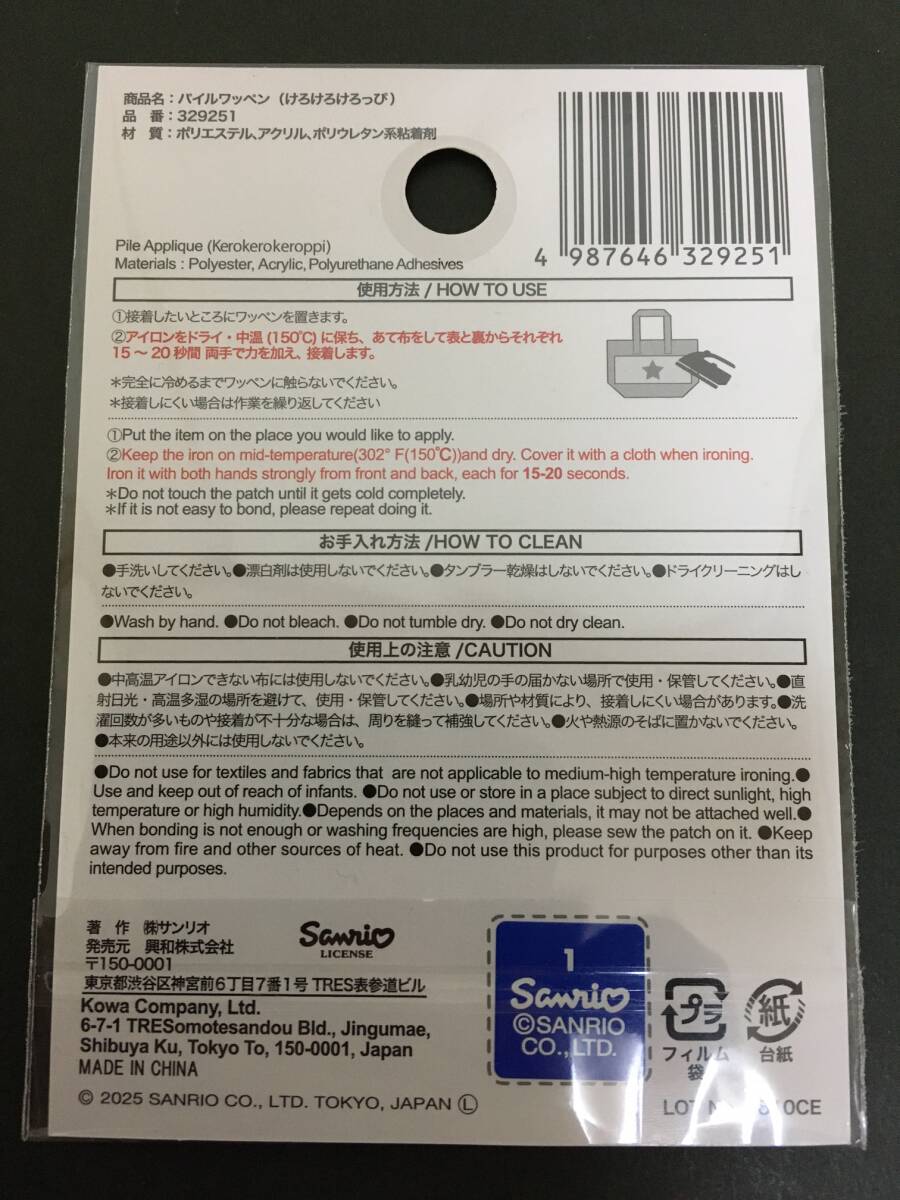 商品名：パイルワッペン（けろけろけろっぴ）
品　番：329251
材　質：ポリエステル、アクリル、ポリウレタン系粘着剤
Pile Applique (Kerokerokeroppi)
Materials : Polyester, Acrylic, Polyurethane Adhesives
4 987646 329251
使用方法 / HOW TO USE
①接着したいところにワッペンを置きます。
②アイロンをドライ・中温 (150℃) に保ち、あて布をして表と裏からそれぞれ
15 〜 20 秒間 両手で力を加え、接着します。
＊完全に冷めるまでワッペンに触らないでください。
＊接着しにくい場合は作業を繰り返してください
①Put the item on the place you would like to apply.
②Keep the iron on mid-temperature(302° F(150℃))and dry. Cover it with a cloth when ironing.
Iron it with both hands strongly from front and back, each for 15-20 seconds.
＊Do not touch the patch until it gets cold completely.
＊If it is not easy to bond, please repeat doing it.
お手入れ方法 /HOW TO CLEAN
●手洗いしてください。●漂白剤は使用しないでください。●タンブラー乾燥はしないでください。●ドライクリーニングはし
ないでください。
●Wash by hand. ●Do not bleach. ●Do not tumble dry. ●Do not dry clean.
使用上の注意 /CAUTION
●中高温アイロンできない布には使用しないでください。●乳幼児の手の届かない場所で使用・保管してください。●直
射日光・高温多湿の場所を避けて、使用・保管してください。●場所や材質により、接着しにくい場合があります。●洗
濯回数が多いものや接着が不十分な場合は、周りを縫って補強してください。●火や熱源のそばに置かないでください。
●本来の用途以外には使用しないでください。
●Do not use for textiles and fabrics that are not applicable to medium-high temperature ironing.●
Use and keep out of reach of infants. ●Do not use or store in a place subject to direct sunlight, high
temperature or high humidity.●Depends on the places and materials, it may not be attached well.●
When bonding is not enough or washing frequencies are high, please sew the patch on it. ●Keep
away from fire and other sources of heat. ●Do not use this product for purposes other than its
intended purposes.
著　作　㈱サンリオ
発売元　興和株式会社
〒150-0001
東京都渋谷区神宮前６丁目７番１号 TRES表参道ビル
Kowa Company, Ltd.
6-7-1 TRESomotesandou Bld., Jingumae,
Shibuya Ku, Tokyo To, 150-0001, Japan
MADE IN CHINA
© 2025 SANRIO CO., LTD. TOKYO, JAPAN Ⓛ
Sanrio
LICENSE
1
Sanrio
©SANRIO
CO.,LTD.
プラ
フィルム
袋
紙
台紙
LOT